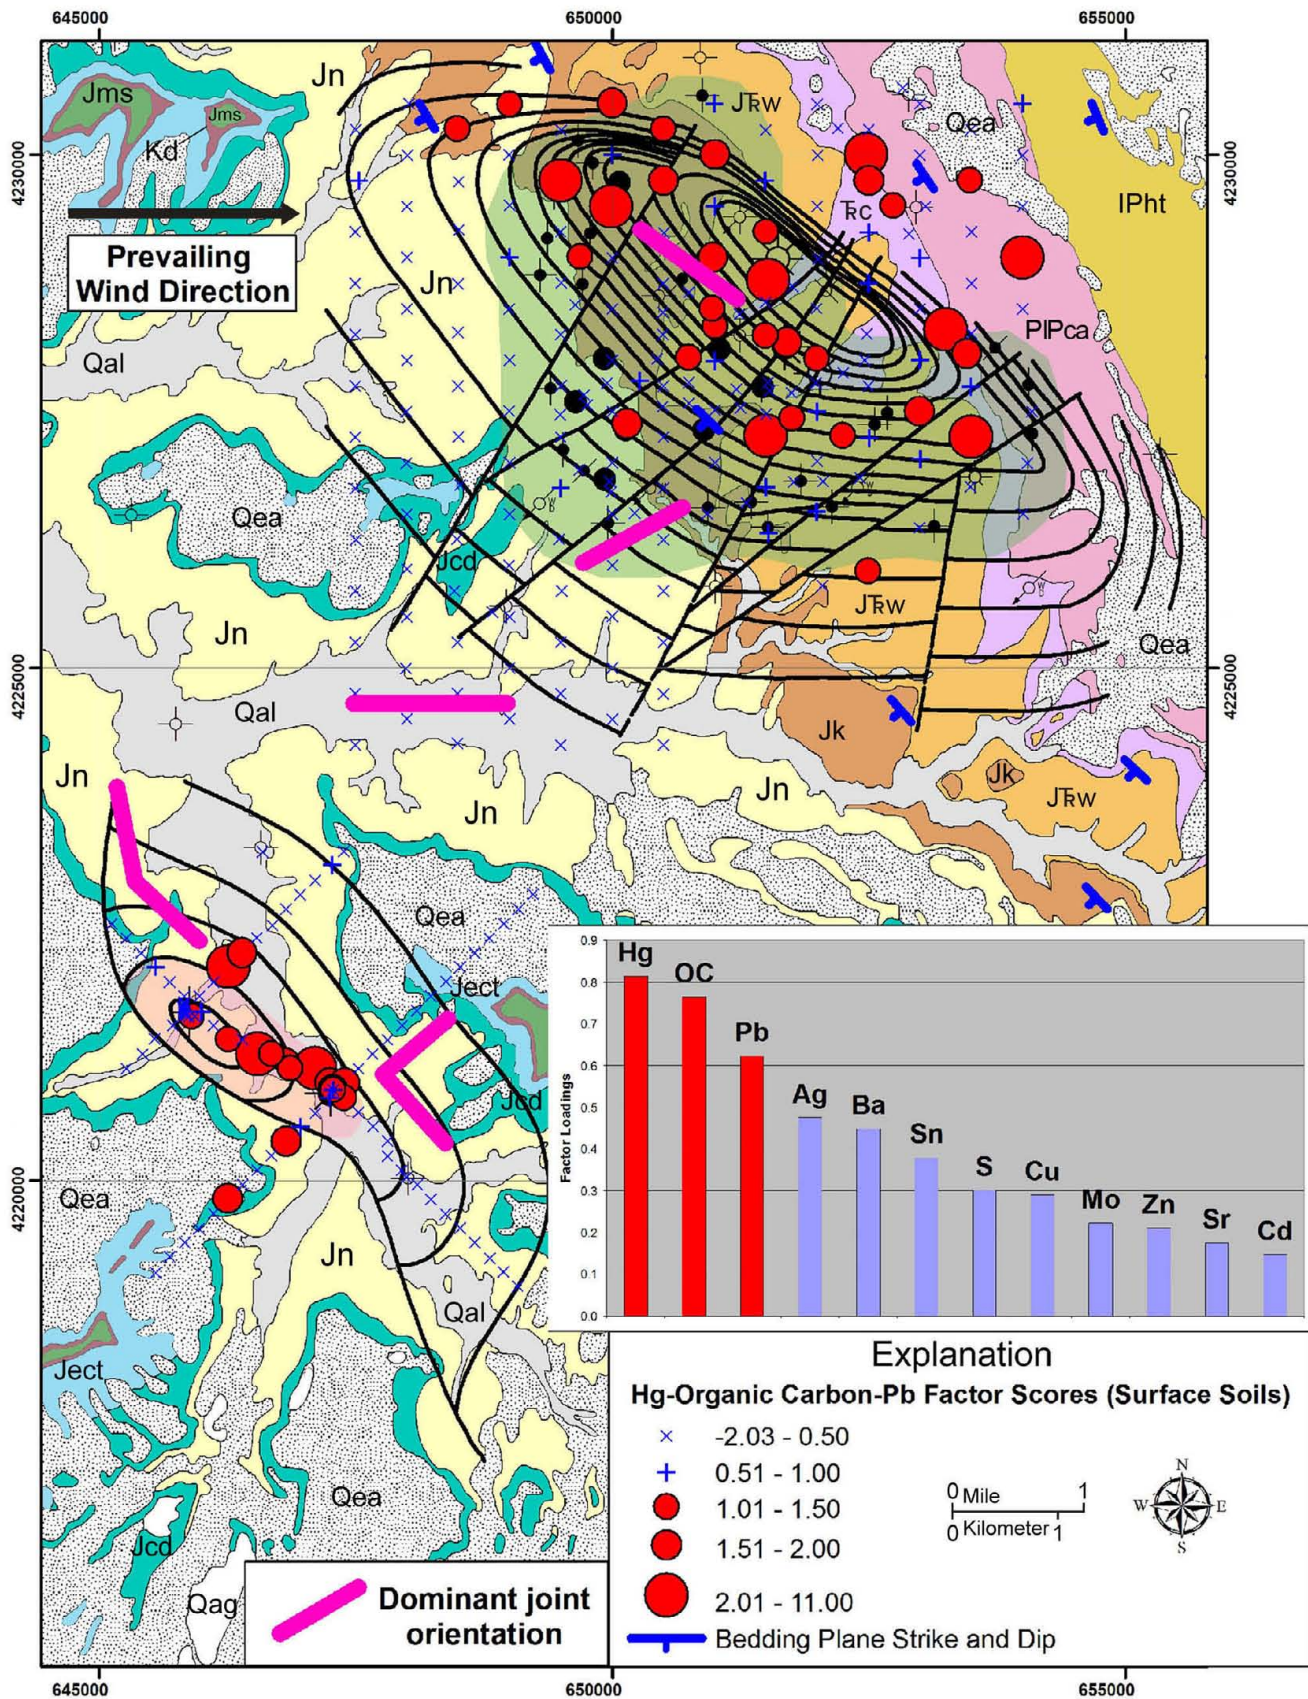 645000
650000
655000
Jn
Jms
Jms
Kd
JTRW
Qea
4230000
4230000
IPht
TRC
Prevailing
Wind Direction
Jn
Qal
PIPca
Qea
Jcd
Jn
JTRW
Qea
4225000
4225000
Qal
Jk
Jn
Jn
Jk
JTRW
Jn
Qea
Ject
Jcd
0.9
0.8
0.7
0.6
0.5
0.4
0.3
0.2
0.1
0.0
Factor Loadings
Hg
OC
Pb
Ag
Ba
Sn
S
Cu
Mo
Zn
Sr
Cd
4220000
Qea
Jn
Qal
Ject
Qea
Jcd
Qag
Explanation
Hg-Organic Carbon-Pb Factor Scores (Surface Soils)
-2.03 - 0.50
0.51 - 1.00
1.01 - 1.50
1.51 - 2.00
2.01 - 11.00
Bedding Plane Strike and Dip
0 Mile 1
0 Kilometer 1
N
W E
S
Dominant joint
orientation
645000
650000
655000